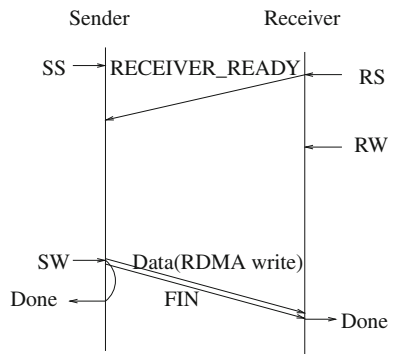 Sender Receiver
SS RECEIVER_READY RS
RW
SW Data(RDMA write)
Done FIN Done